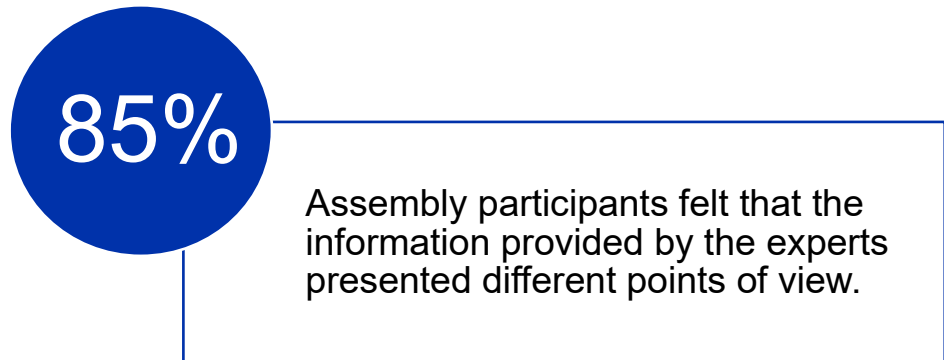 85%
Assembly participants felt that the
information provided by the experts
presented different points of view.